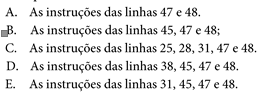 A. As instruções das linhas 47 e 48.
B. As instruções das linhas 45, 47 e 48;
C. As instruções das linhas 25, 28, 31, 47 e 48.
D. As instruções das linhas 38, 45, 47 e 48.
E. As instruções das linhas 31, 45, 47 e 48.